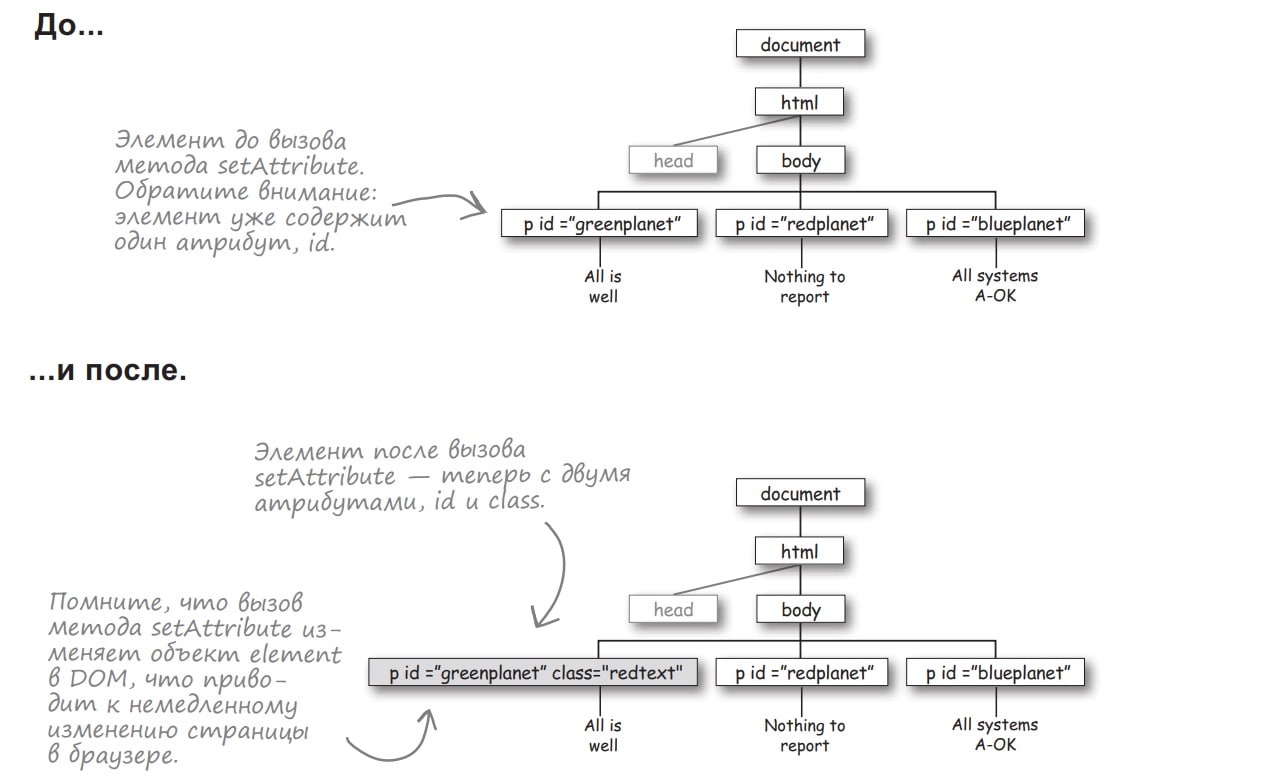 До...
document
html
head
body
Элемент до вызова
метода setAttribute.
Обратите внимание:
элемент уже содержит
один атрибут, id.
p id =”greenplanet”
p id =”redplanet”
p id =”blueplanet”
All is
well
Nothing to
report
All systems
A-OK
...и после.
Элемент после вызова
setAttribute — теперь с двумя
атрибутами, id и class.
document
html
head
body
Помните, что вызов
метода setAttribute из-
меняет объект element
в DOM, что приво-
дит к немедленному
изменению страницы
в браузере.
p id =”greenplanet” class="redtext"
p id =”redplanet”
p id =”blueplanet”
All is
well
Nothing to
report
All systems
A-OK